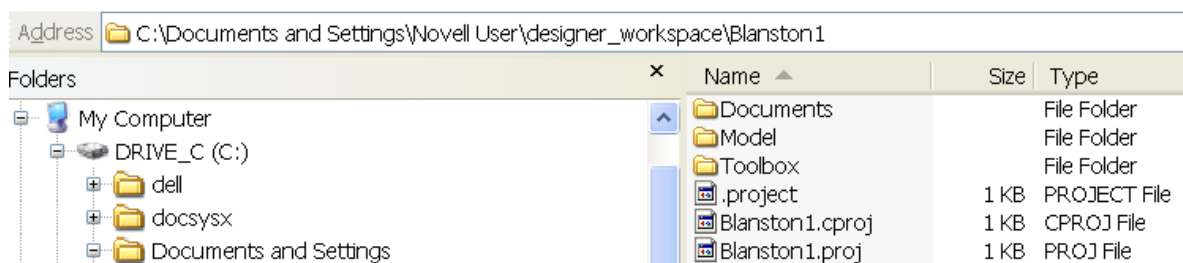 Address C:\Documents and Settings\Novell User\designer_workspace\Blanston1
Folders x Name Size Type
My Computer Documents File Folder
DRIVE_C (C:) Model File Folder
dell Toolbox File Folder
docsysx .project 1 KB PROJECT File
Documents and Settings Blanston1.cproj 1 KB CPROJ File
Blanston1.proj 1 KB PROJ File